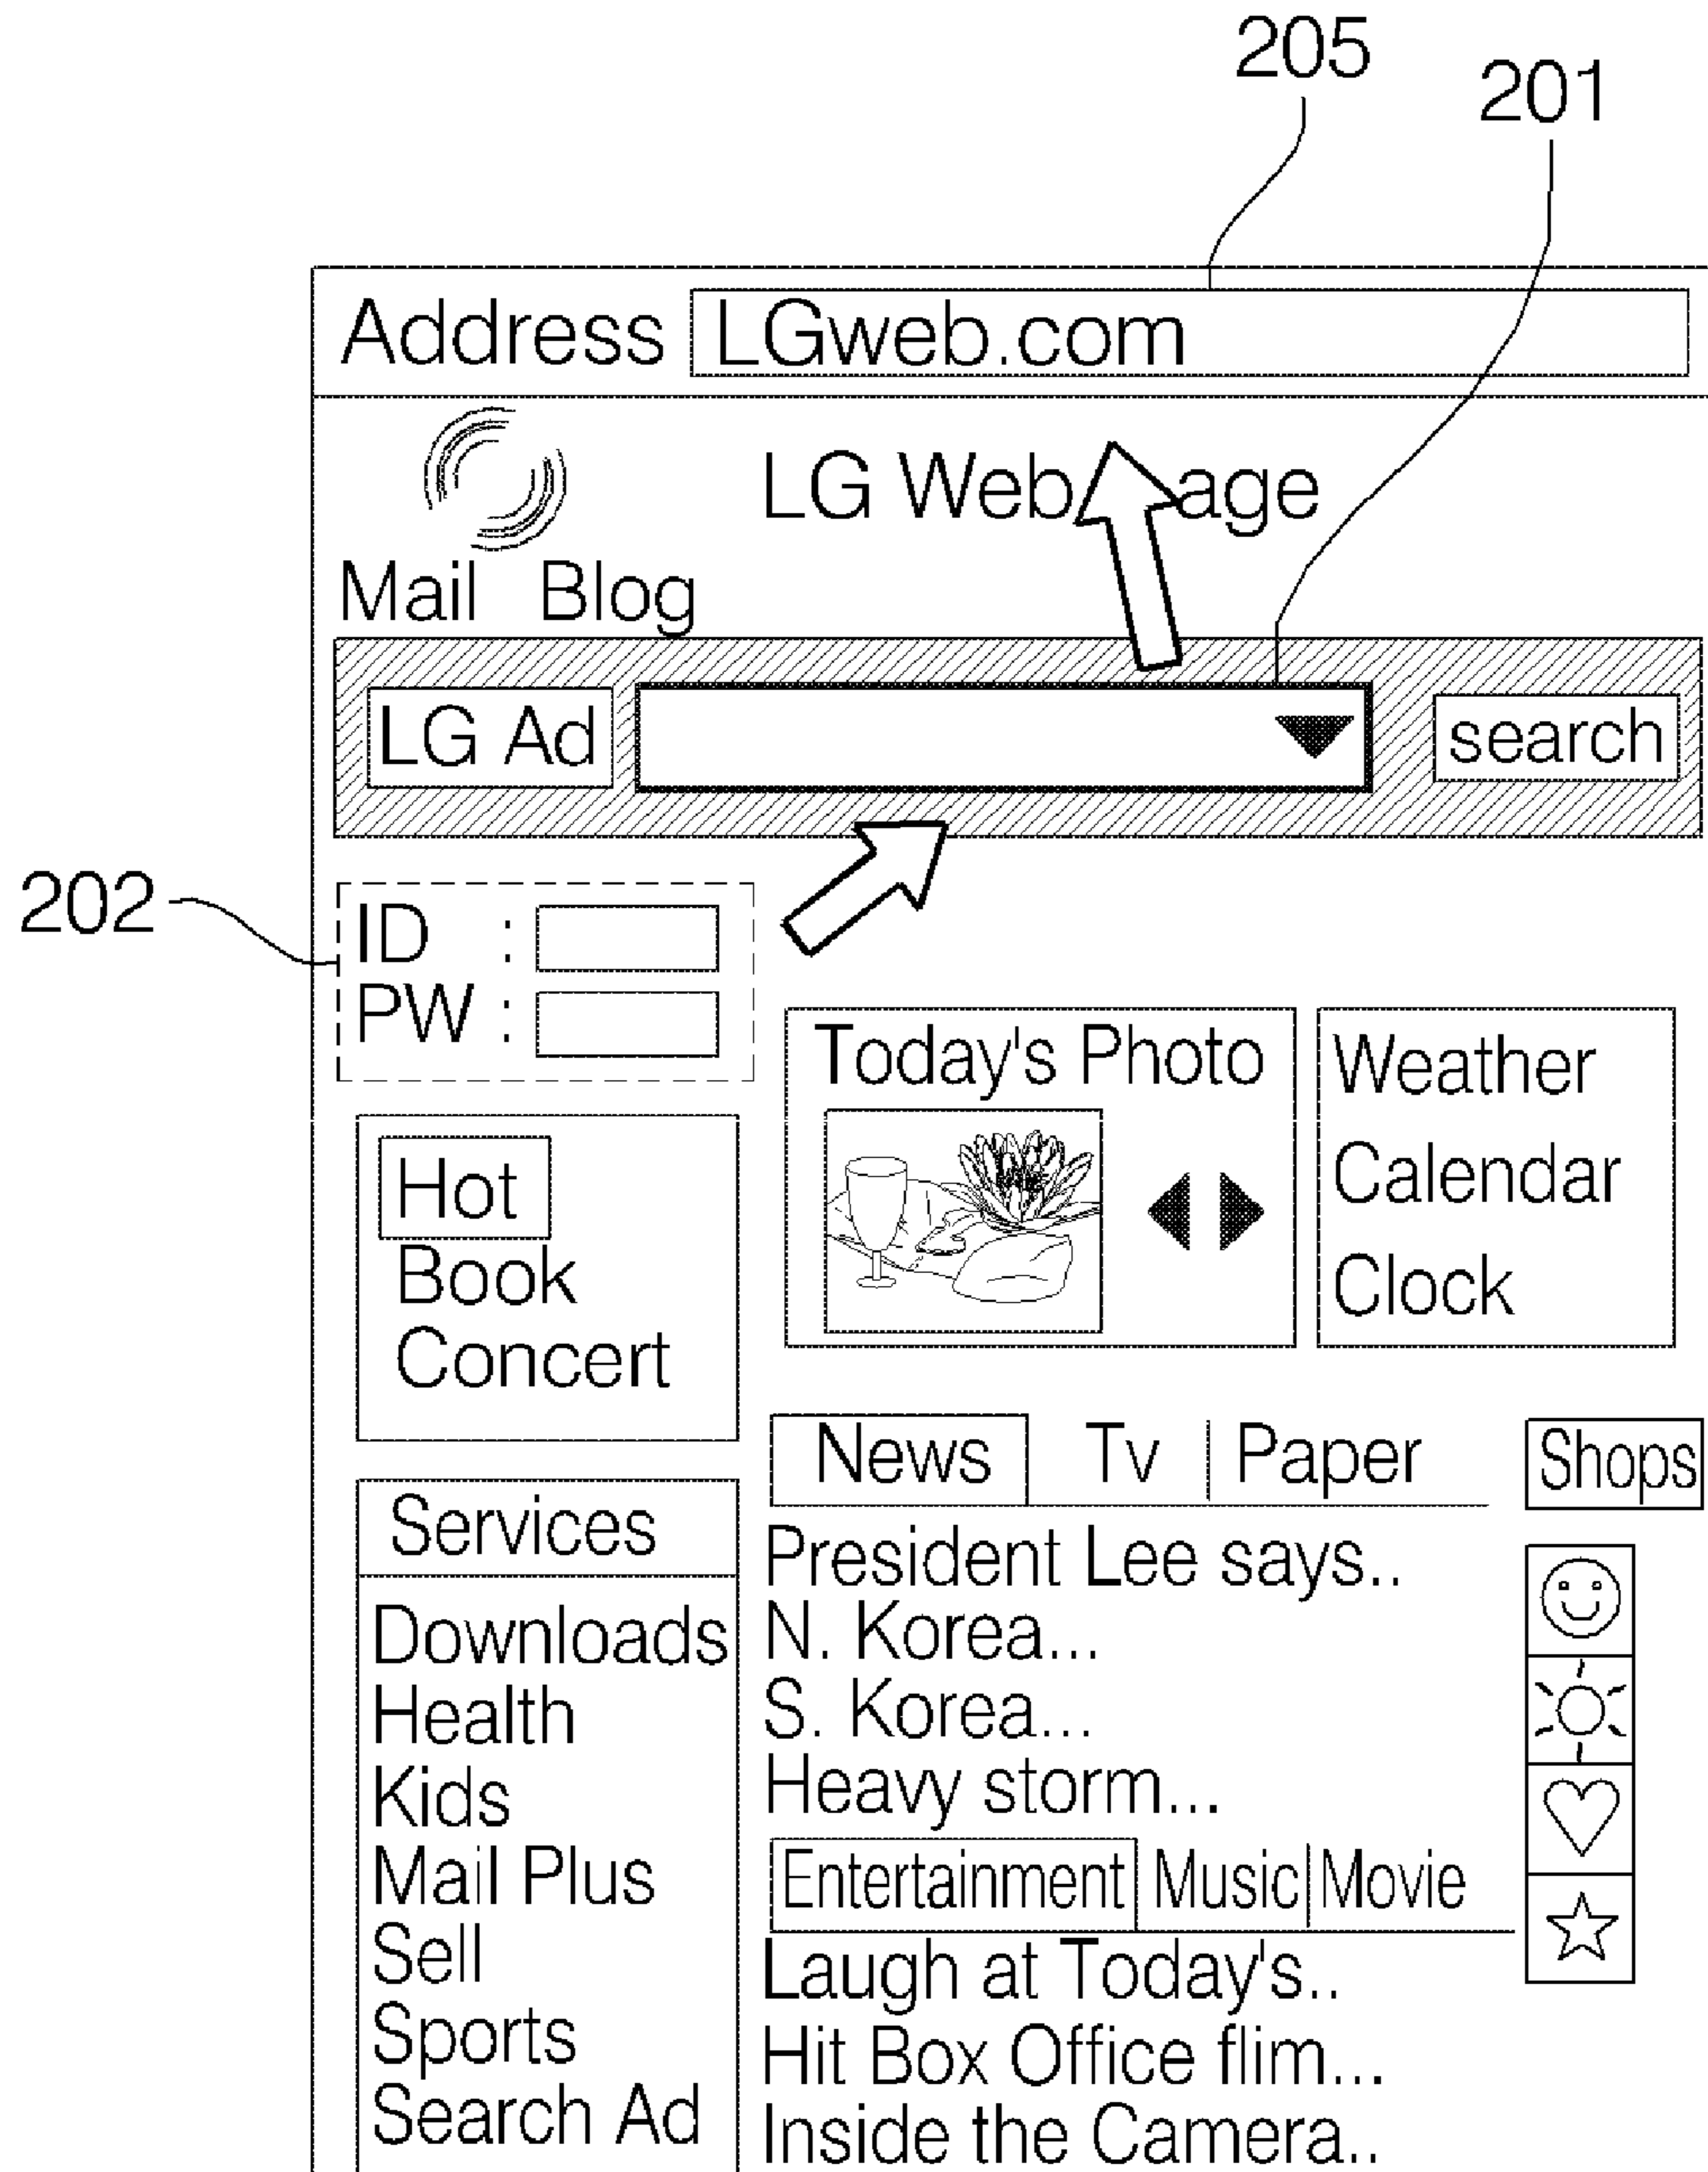 205
201
Address LGweb.com
LG Web age
Mail Blog
LG Ad search
202
ID :
PW :
Today's Photo
Weather
Calendar
Clock
Hot
Book
Concert
News Tv Paper Shops
Services
Downloads
Health
Kids
Mail Plus
Sell
Sports
Search Ad
President Lee says..
N. Korea...
S. Korea...
Heavy storm...
Entertainment Music Movie
Laugh at Today's..
Hit Box Office flim...
Inside the Camera..